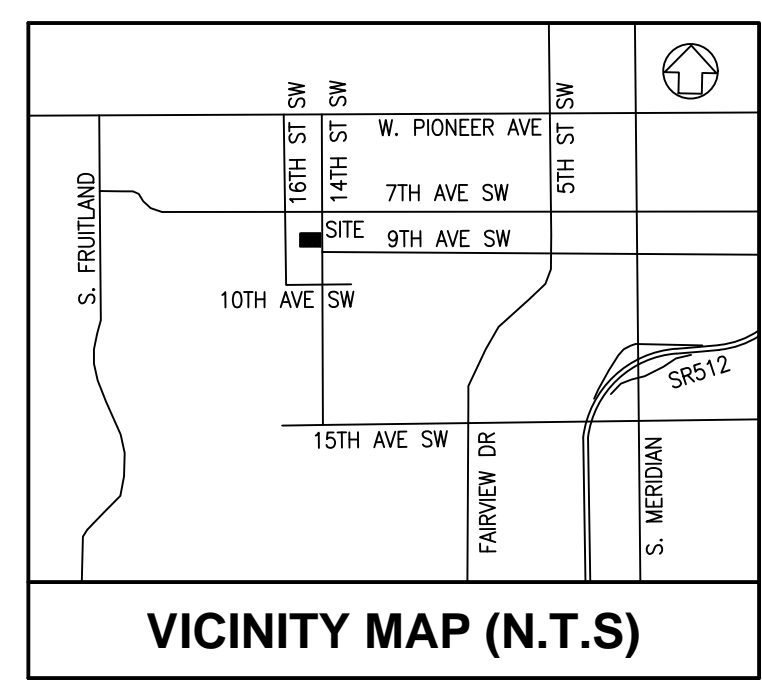 16TH ST SW
14TH ST SW
W. PIONEER AVE
5TH ST SW
S. FRUITLAND
7TH AVE SW
SITE
9TH AVE SW
10TH AVE SW
SR512
15TH AVE SW
FAIRVIEW DR
S. MERIDIAN
VICINITY MAP (N.T.S)